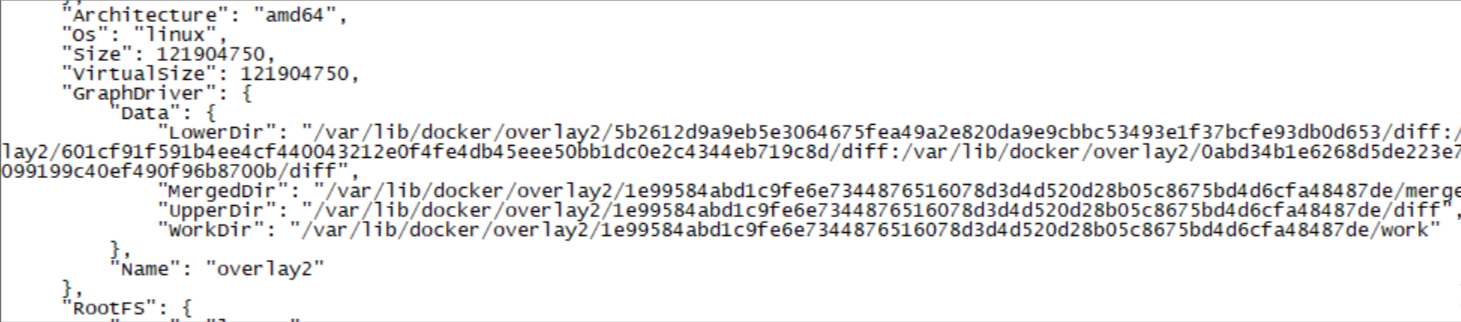 },
"Architecture": "amd64",
"Os": "linux",
"Size": 121904750,
"VirtualSize": 121904750,
"GraphDriver": {
"Data": {
"LowerDir": "/var/lib/docker/overlay2/5b2612d9a9eb5e3064675fea49a2e820da9e9cbbc53493e1f37bcfe93db0d653/diff:/
lay2/601cf91f591b4ee4cf440043212e0f4fe4db45eee50bb1dc0e2c4344eb719c8d/diff:/var/lib/docker/overlay2/0abd34b1e6268d5de223e7
099199c40ef490f96b8700b/diff",
"MergedDir": "/var/lib/docker/overlay2/1e99584abd1c9fe6e7344876516078d3d4d520d28b05c8675bd4d6cfa48487de/merge
"UpperDir": "/var/lib/docker/overlay2/1e99584abd1c9fe6e7344876516078d3d4d520d28b05c8675bd4d6cfa48487de/diff",
"WorkDir": "/var/lib/docker/overlay2/1e99584abd1c9fe6e7344876516078d3d4d520d28b05c8675bd4d6cfa48487de/work"
},
"Name": "overlay2"
},
"RootFS": {